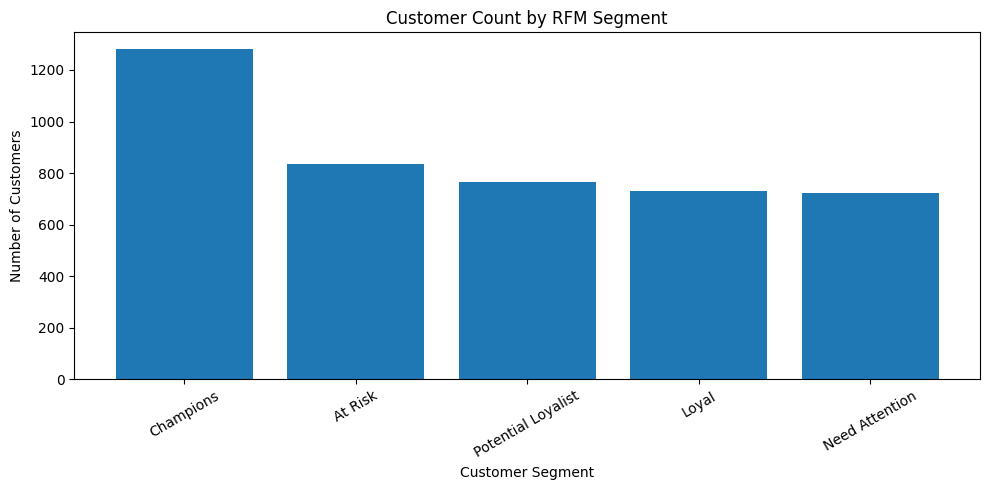 Customer Count by RFM Segment
Number of Customers
1200
1000
800
600
400
200
0
Champions
At Risk
Potential Loyalist
Loyal
Need Attention
Customer Segment